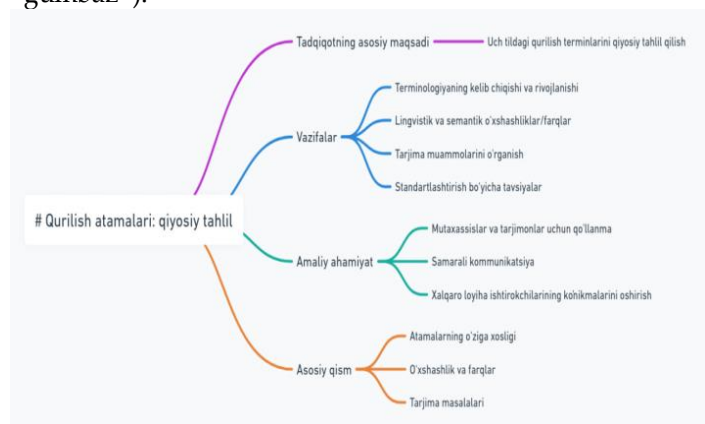 Tadqiqotning asosiy maqsadi
Uch tildagi qurilish terminlarini qiyosiy tahlil qilish
Vazifalar
Terminologiyaning kelib chiqishi va rivojlanishi
Lingvistik va semantik o'xshashliklar/farqlar
Tarjima muammolarini o'rganish
Standartlashtirish bo'yicha tavsiyalar
# Qurilish atamalari: qiyosiy tahlil
Amaliy ahamiyat
Mutaxassislar va tarjimonlar uchun qo'llanma
Samarali kommunikatsiya
Xalqaro loyiha ishtirokchilarining kohikmalarini oshirish
Asosiy qism
Atamalarning o'ziga xosligi
O'xshashlik va farqlar
Tarjima masalalari